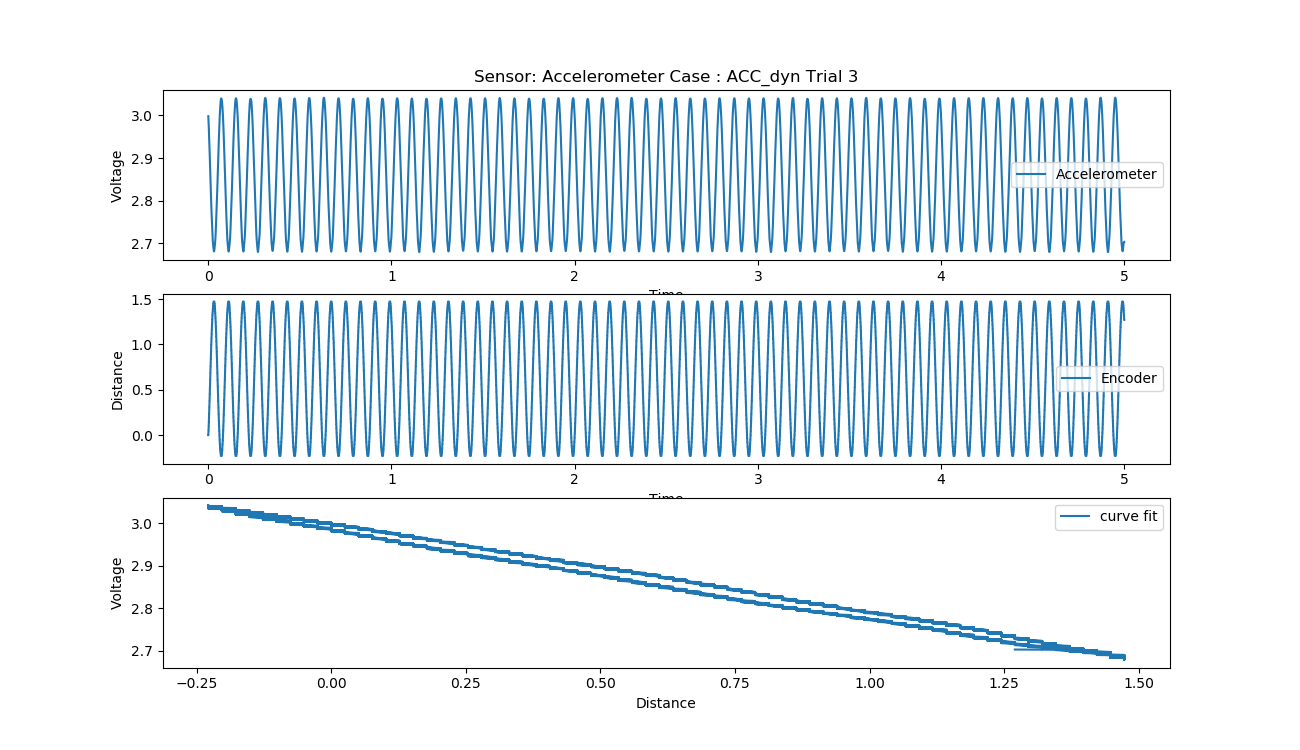 Sensor: Accelerometer Case : ACC_dyn Trial 3
3.0
2.9
2.8
2.7
Voltage
Accelerometer
0 1 2 3 4 5
Time
1.5
1.0
0.5
0.0
Distance
Encoder
0 1 2 3 4 5
Time
3.0
2.9
2.8
2.7
Voltage
curve fit
−0.25 0.00 0.25 0.50 0.75 1.00 1.25 1.50
Distance